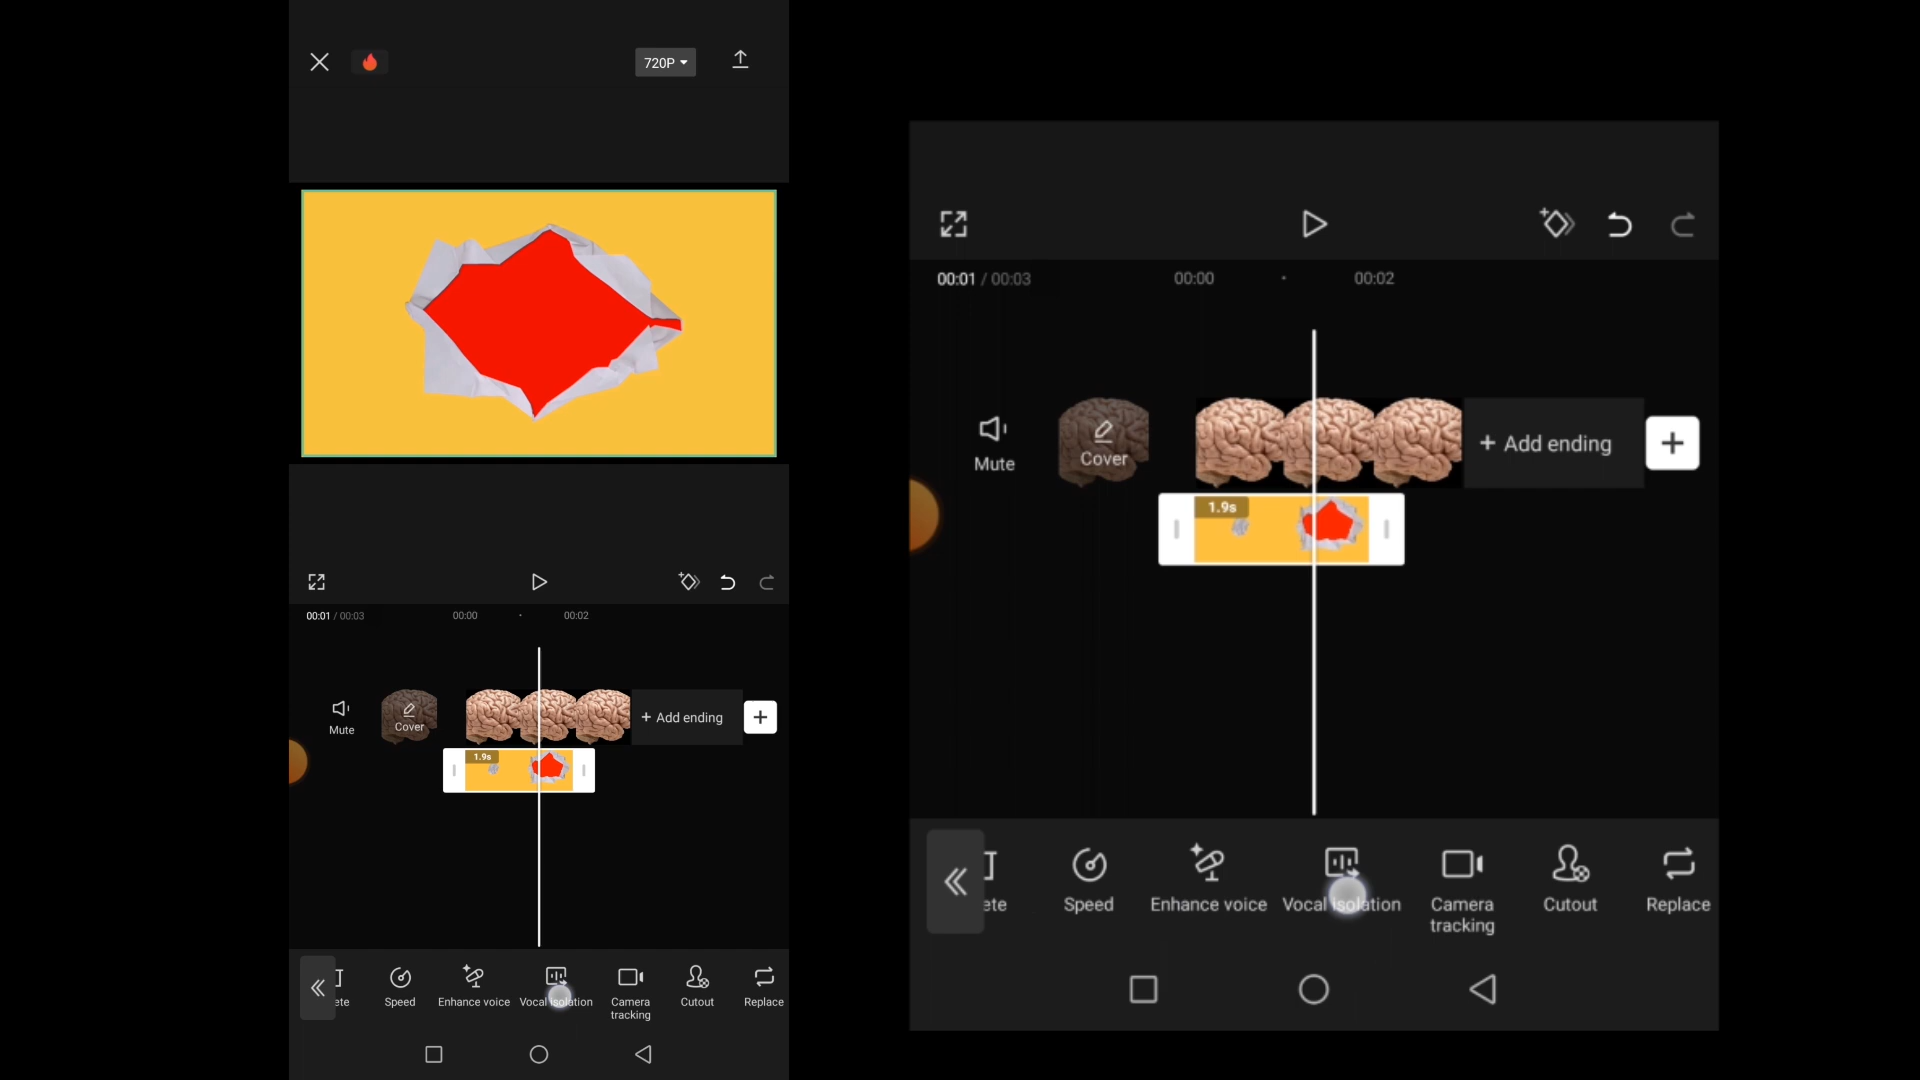 720P
00:01 / 00:03
00:00
00:02
Mute
Cover
+ Add ending
1.9s
ete
Speed
Enhance voice
Vocal isolation
Camera
tracking
Cutout
Replace
00:01 / 00:03
00:00
00:02
Mute
Cover
+ Add ending
1.9s
ete
Speed
Enhance voice
Vocal isolation
Camera
tracking
Cutout
Replace